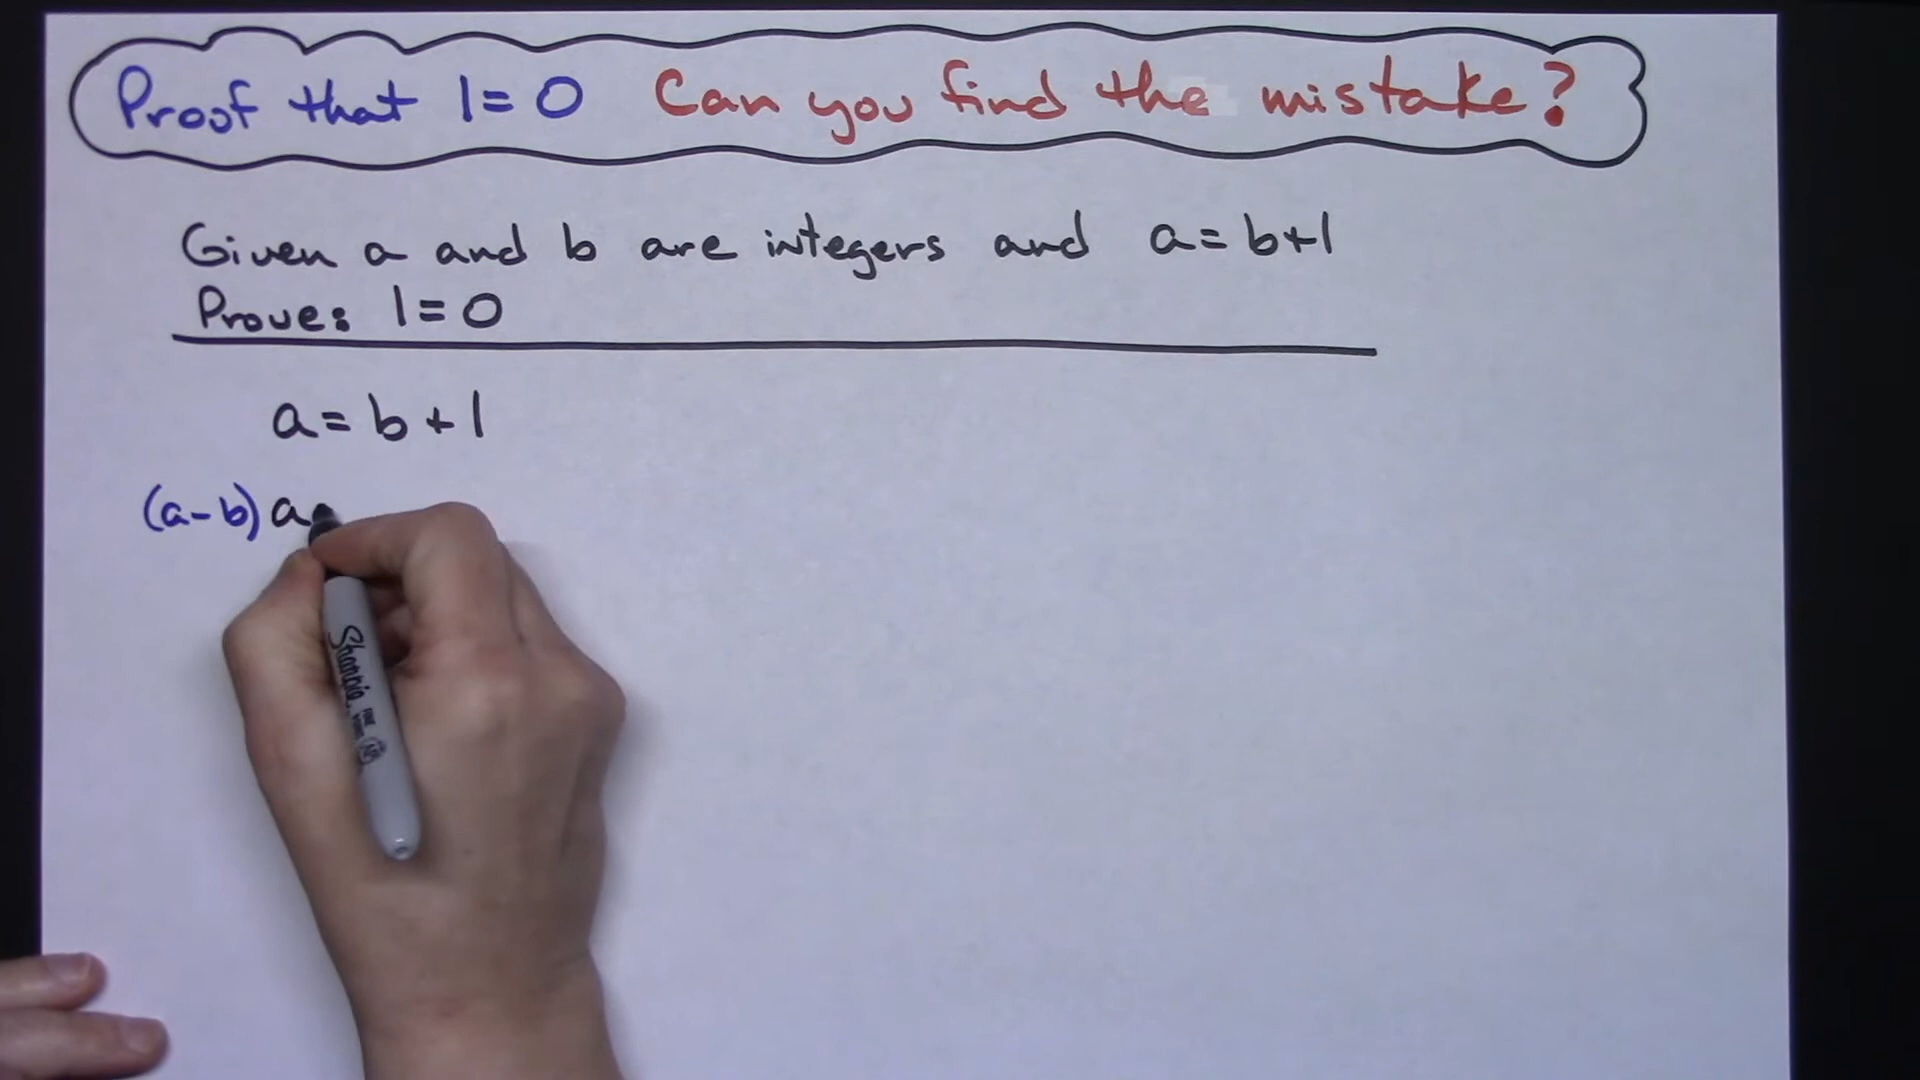 Proof that 1=0 Can you find the mistake?
Given a and b are integers and a=b+1
Prove: 1=0
a=b+1
(a-b)a
Sharpie